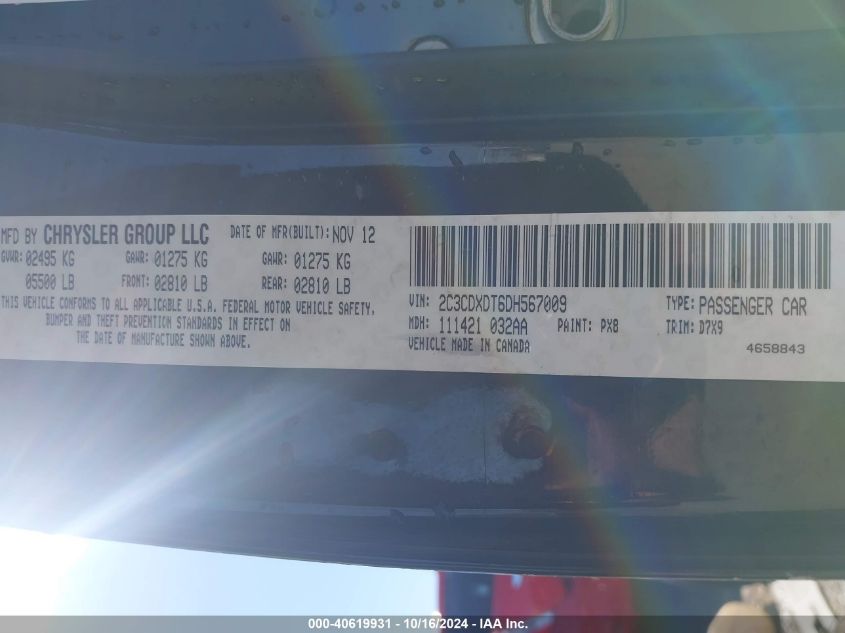 MFD BY CHRYSLER GROUP LLC DATE OF MFR(BUILT): NOV 12
GVWR: 02495 KG GAWR: 01275 KG GAWR: 01275 KG
05500 LB FRONT: 02810 LB REAR: 02810 LB
THIS VEHICLE CONFORMS TO ALL APPLICABLE U.S.A. FEDERAL MOTOR VEHICLE SAFETY,
BUMPER AND THEFT PREVENTION STANDARDS IN EFFECT ON
THE DATE OF MANUFACTURE SHOWN ABOVE.
VIN: 2C3CDXDT6DH567009 TYPE: PASSENGER CAR
MDH: 111421 032AA PAINT: PX8 TRIM: D7X9
VEHICLE MADE IN CANADA 4658843
000-40619931 - 10/16/2024 - IAA Inc.